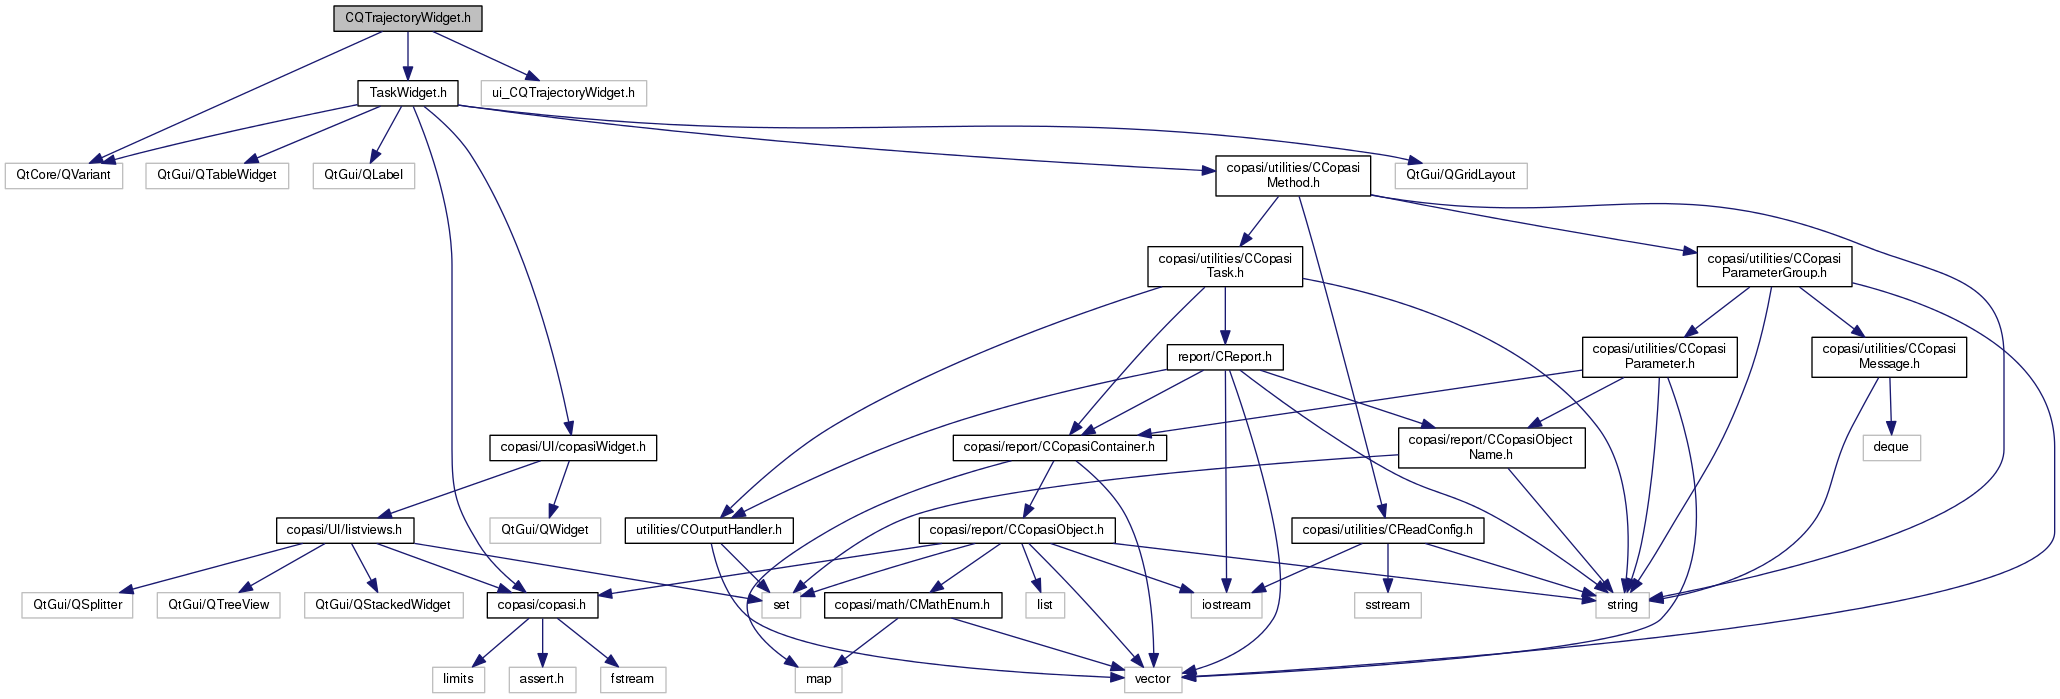 CQTrajectoryWidget.h
TaskWidget.h
ui_CQTrajectoryWidget.h
QtCore/QVariant
QtGui/QTableWidget
QtGui/QLabel
copasi/utilities/CCopasi
Method.h
QtGui/QGridLayout
copasi/utilities/CCopasi
Task.h
copasi/utilities/CCopasi
ParameterGroup.h
report/CReport.h
copasi/utilities/CCopasi
Parameter.h
copasi/utilities/CCopasi
Message.h
copasi/UI/copasiWidget.h
copasi/report/CCopasiContainer.h
copasi/report/CCopasiObject
Name.h
deque
copasi/UI/listviews.h
QtGui/QWidget
utilities/COutputHandler.h
copasi/report/CCopasiObject.h
copasi/utilities/CReadConfig.h
QtGui/QSplitter
QtGui/QTreeView
QtGui/QStackedWidget
copasi/copasi.h
set
copasi/math/CMathEnum.h
list
iostream
sstream
string
limits
assert.h
fstream
map
vector